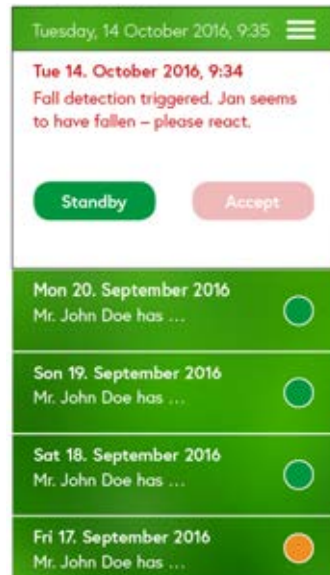 Tuesday, 14 October 2016, 9:35
Tue 14. October 2016, 9:34
Fall detection triggered. Jan seems
to have fallen – please react.
Standby
Accept
Mon 20. September 2016
Mr. John Doe has ...
Son 19. September 2016
Mr. John Doe has ...
Sat 18. September 2016
Mr. John Doe has ...
Fri 17. September 2016
Mr. John Doe has ...